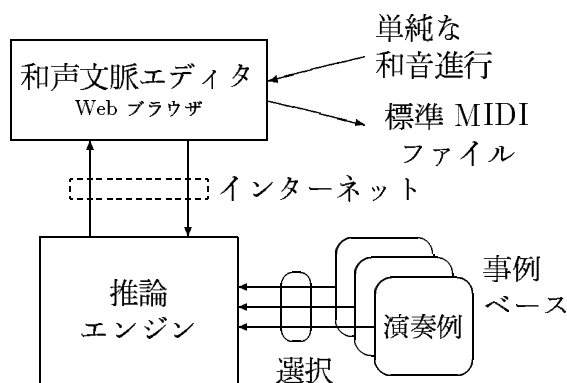 単純な
和音進行
和声文脈エディタ
Web ブラウザ
標準 MIDI
ファイル
インターネット
推論
エンジン
選択
演奏例
事例
ベース